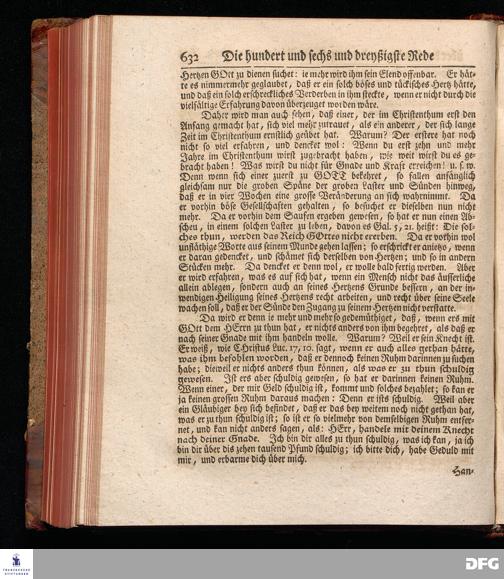 632 Die hundert und sechs und dreyßigste Rede
Hertzen GOtt zu dienen suchet: ie mehr wird ihm sein Elend offenbar. Er hät-
te es nimmermehr geglaubet, daß er ein solch böses und tückisches Hertz hätte,
und daß ein solch erschreckliches Verderben in ihm steckte, wenn er nicht durch die
vielfältige Erfahrung davon überzeuget worden wäre.
Daher wird man auch sehen, daß einer, der im Christenthum erst den
Anfang gemacht hat, sich viel mehr zutrauet, als ein anderer, der sich lange
Zeit im Christenthum ernstlich geübet hat. Warum? Der erstere hat noch
nicht so viel erfahren, und dencket wol: Wenn du erst zehn und mehr
Jahre im Christenthum wirst zugebracht haben, wie weit wirst du es ge-
bracht haben! Was wirst du nicht für Gnade und Kraft erreichen! u. s. w.
Denn wenn sich einer zuerst zu GOTT bekehret, so fallen anfänglich
gleichsam nur die groben Späne der groben Laster und Sünden hinweg,
daß er in vier Wochen eine grosse Veränderung an sich wahrnimmt. Da
er vorhin böse Gesellschaften gehalten, so besuchet er dieselben nun nicht
mehr. Da er vorhin dem Saufen ergeben gewesen, so hat er nun einen Ab-
scheu, in einem solchen Laster zu leben, davon es Gal. 5, 21. heißt: Die sol-
ches thun, werden das Reich GOttes nicht ererben. Da er vorhin wol
unflätige Worte aus seinem Munde gehen lassen; so erschrickt er anietzo, wenn
er daran gedencket, und schämet sich derselben von Hertzen; und so in andern
Stücken mehr. Da dencket er denn wol, er wolle bald fertig werden. Aber
er wird erfahren, was es auf sich hat, wenn ein Mensch nicht das äusserliche
allein ablegen, sondern auch an seines Hertzens Grunde bessern, an der in-
wendigen Heiligung seines Hertzens recht arbeiten, und recht über seine Seele
wachen soll, daß er der Sünde den Zugang zu seinem Hertzen nicht verstatte.
Da wird er denn ie mehr und mehr so gedemüthiget, daß, wenn ers mit
GOtt dem HErrn zu thun hat, er nichts anders von ihm begehret, als daß er
nach seiner Gnade mit ihm handeln wolle. Warum? Weil er sein Knecht ist.
Er weiß, wie Christus Luc. 17, 10. sagt, wenn er auch alles gethan hätte,
was ihm befohlen worden, daß er dennoch keinen Ruhm darinnen zu suchen
habe; dieweil er nichts anders thun können, als was er zu thun schuldig
gewesen. Ist ers aber schuldig gewesen, so hat er darinnen keinen Ruhm.
Wenn einer, der mir Geld schuldig ist, kommt und solches bezahlet; so kan er
ja keinen grossen Ruhm daraus machen: Denn er ists schuldig. Weil aber
ein Gläubiger bey sich befindet, daß er das bey weitem noch nicht gethan hat,
was er zu thun schuldig ist; so ist er so vielmehr von demselbigen Ruhm entfer-
net, und kan nicht anders sagen, als: HErr, handele mit deinem Knecht
nach deiner Gnade. Ich bin dir alles zu thun schuldig, was ich kan, ja ich
bin dir über die zehen tausend Pfund schuldig; ich bitte dich, habe Geduld mit
mir, und erbarme dich über mich.
Han-
FRANCKESCHE
STIFTUNGEN
DFG